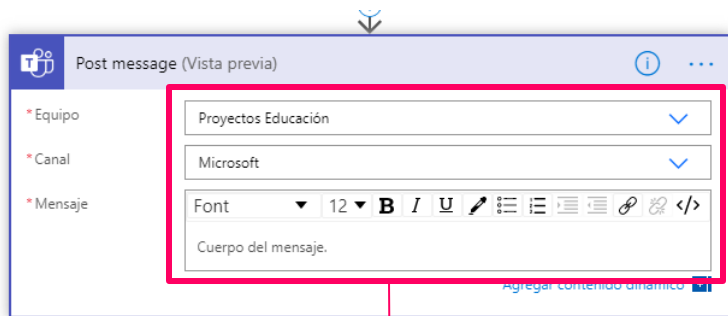 Post message (Vista previa)
* Equipo
Proyectos Educación
* Canal
Microsoft
* Mensaje
Font 12 B I U </>
Cuerpo del mensaje.
Agregar contenido dinámico